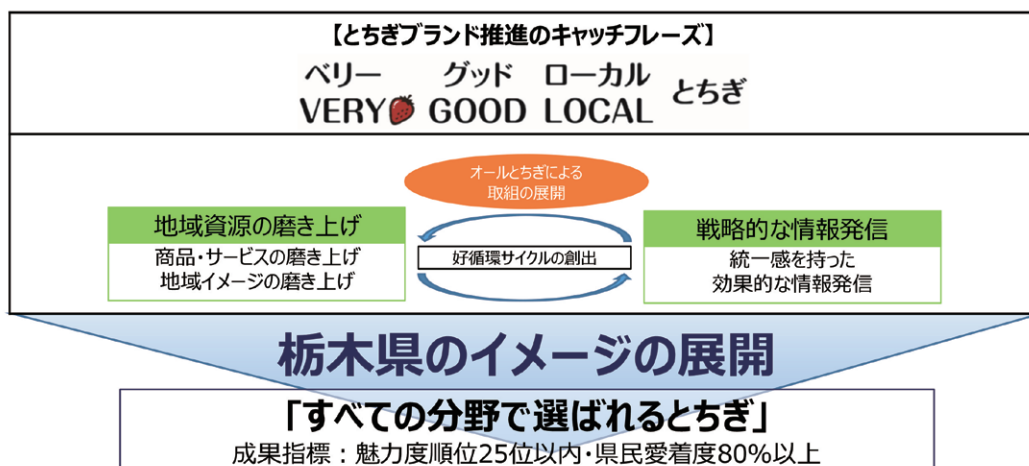 【とちぎブランド推進のキャッチフレーズ】
ベリー グッド ローカル
VERY GOOD LOCAL とちぎ
オールとちぎによる
取組の展開
地域資源の磨き上げ
商品・サービスの磨き上げ
地域イメージの磨き上げ
好循環サイクルの創出
戦略的な情報発信
統一感を持った
効果的な情報発信
栃木県のイメージの展開
「すべての分野で選ばれるとちぎ」
成果指標：魅力度順位25位以内・県民愛着度80%以上